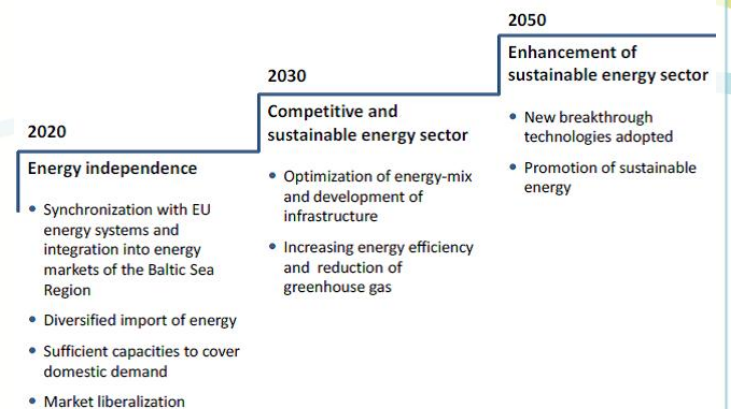 2020
Energy independence
• Synchronization with EU
energy systems and
integration into energy
markets of the Baltic Sea
Region
• Diversified import of energy
• Sufficient capacities to cover
domestic demand
• Market liberalization
2030
Competitive and
sustainable energy sector
• Optimization of energy-mix
and development of
infrastructure
• Increasing energy efficiency
and reduction of
greenhouse gas
2050
Enhancement of
sustainable energy sector
• New breakthrough
technologies adopted
• Promotion of sustainable
energy